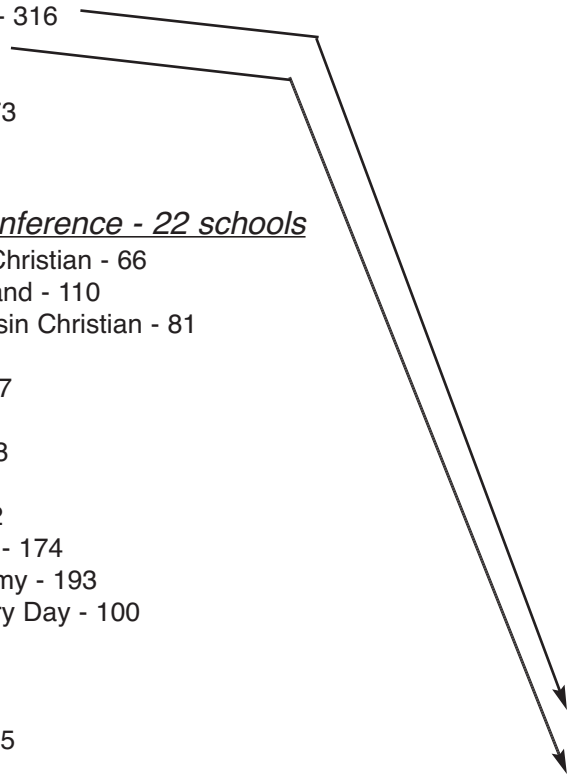 - 316
73
nference - 22 schools
Christian - 66
and - 110
sin Christian - 81
7
3
2
- 174
my - 193
ry Day - 100
5